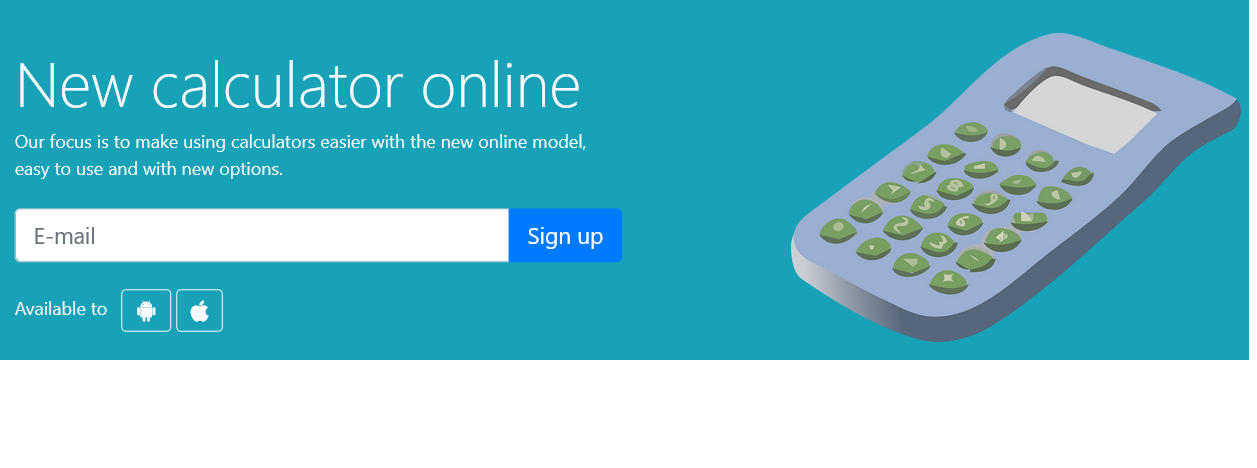 New calculator online
Our focus is to make using calculators easier with the new online model,
easy to use and with new options.
E-mail
Sign up
Available to